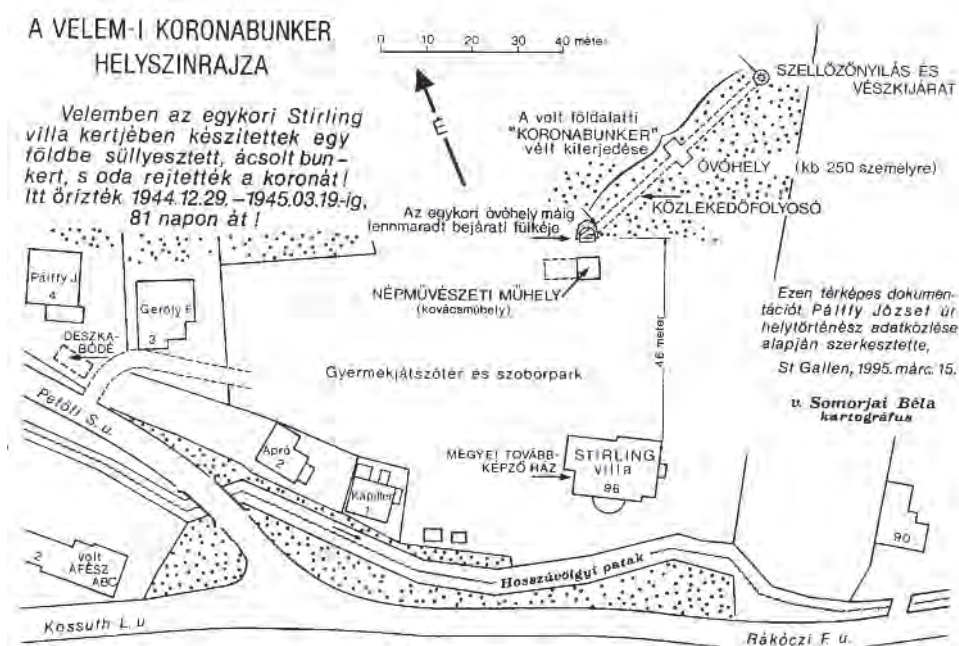 A VELEM-I KORONABUNKER
HELYSZINRAJZA
0 10 20 30 40 méter
É
Velemben az egykori Stirling
villa kertjében készítettek egy
földbe süllyesztett, ácsolt bun-
kert, s oda rejtették a koronát!
Itt őrizték 1944.12.29.–1945.03.19.-ig,
81 napon át!
SZELLŐZŐNYILÁS ÉS
VÉSZKIJÁRAT
A volt földalatti
"KORONABUNKER"
vélt kiterjedése
ÓVÓHELY (kb 250 személyre)
KÖZLEKEDŐFOLYOSÓ
Az egykori óvóhely máig
fennmaradt bejárati fülkéje
NÉPMŰVÉSZETI MŰHELY
(kovácsműhely)
Pálffy J.
4
Geröly F.
3
DESZKA-
BÓDÉ
Gyermekjátszótér és szoborpark
46 méter
Ezen térképes dokumen-
tációt Pálffy József úr
helytörténész adatközlése
alapján szerkesztette,
St Gallen, 1995. márc. 15.
v. Somorjai Béla
kartográfus
Petőfi S. u.
Apró
2
Kapiller
1
MEGYEI TOVÁBB-
KÉPZŐ HÁZ
STIRLING
villa
96
90
2
volt
ÁFÉSZ
ABC
Hosszúvölgyi patak
Kossuth L. u
Rákóczi F. u.